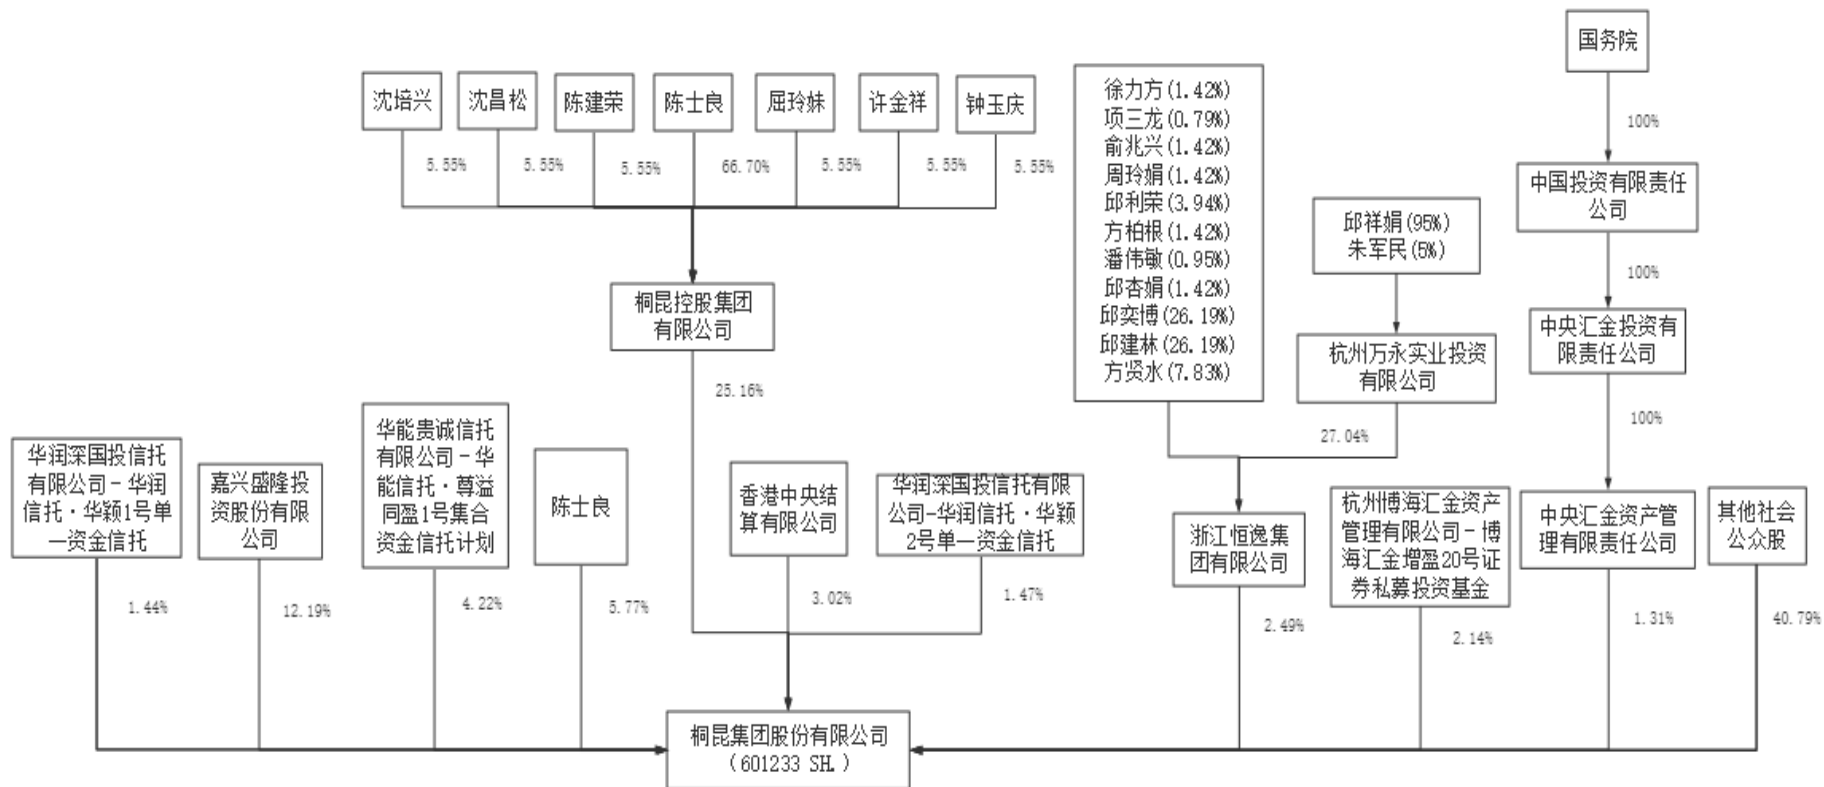 国务院
沈培兴
沈昌松
陈建荣
陈士良
屈玲妹
许金祥
钟玉庆
5.55%
5.55%
5.55%
66.70%
5.55%
5.55%
5.55%
徐力方(1.42%)
项三龙(0.79%)
俞兆兴(1.42%)
周玲娟(1.42%)
邱利荣(3.94%)
方柏根(1.42%)
潘伟敏(0.95%)
邱杏娟(1.42%)
邱奕博(26.19%)
邱建林(26.19%)
方贤水(7.83%)
100%
中国投资有限责任
公司
邱祥娟(95%)
朱军民(5%)
100%
桐昆控股集团
有限公司
中央汇金投资有
限责任公司
杭州万永实业投资
有限公司
25.16%
27.04%
100%
华润深国投信托
有限公司－华润
信托·华颖1号单
一资金信托
嘉兴盛隆投
资股份有限
公司
华能贵诚信托
有限公司－华
能信托·尊溢
同盈1号集合
资金信托计划
陈士良
香港中央结
算有限公司
华润深国投信托有限
公司-华润信托·华颖
2号单一资金信托
浙江恒逸集
团有限公司
杭州博海汇金资产
管理有限公司－博
海汇金增盈20号证
券私募投资基金
中央汇金资产管
理有限责任公司
其他社会
公众股
1.44%
12.19%
4.22%
5.77%
3.02%
1.47%
2.49%
2.14%
1.31%
40.79%
桐昆集团股份有限公司
（601233 SH.）